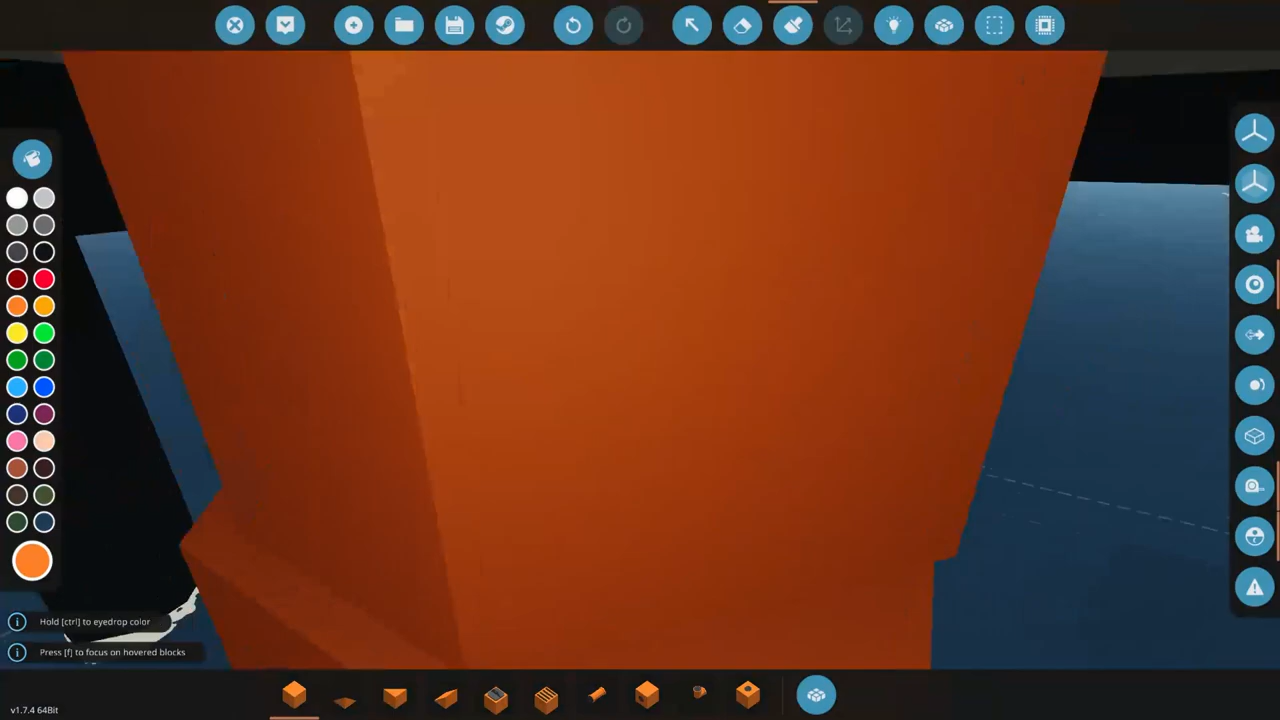 Hold [ctrl] to eyedrop color
Press [f] to focus on hovered blocks
v1.7.4 64Bit